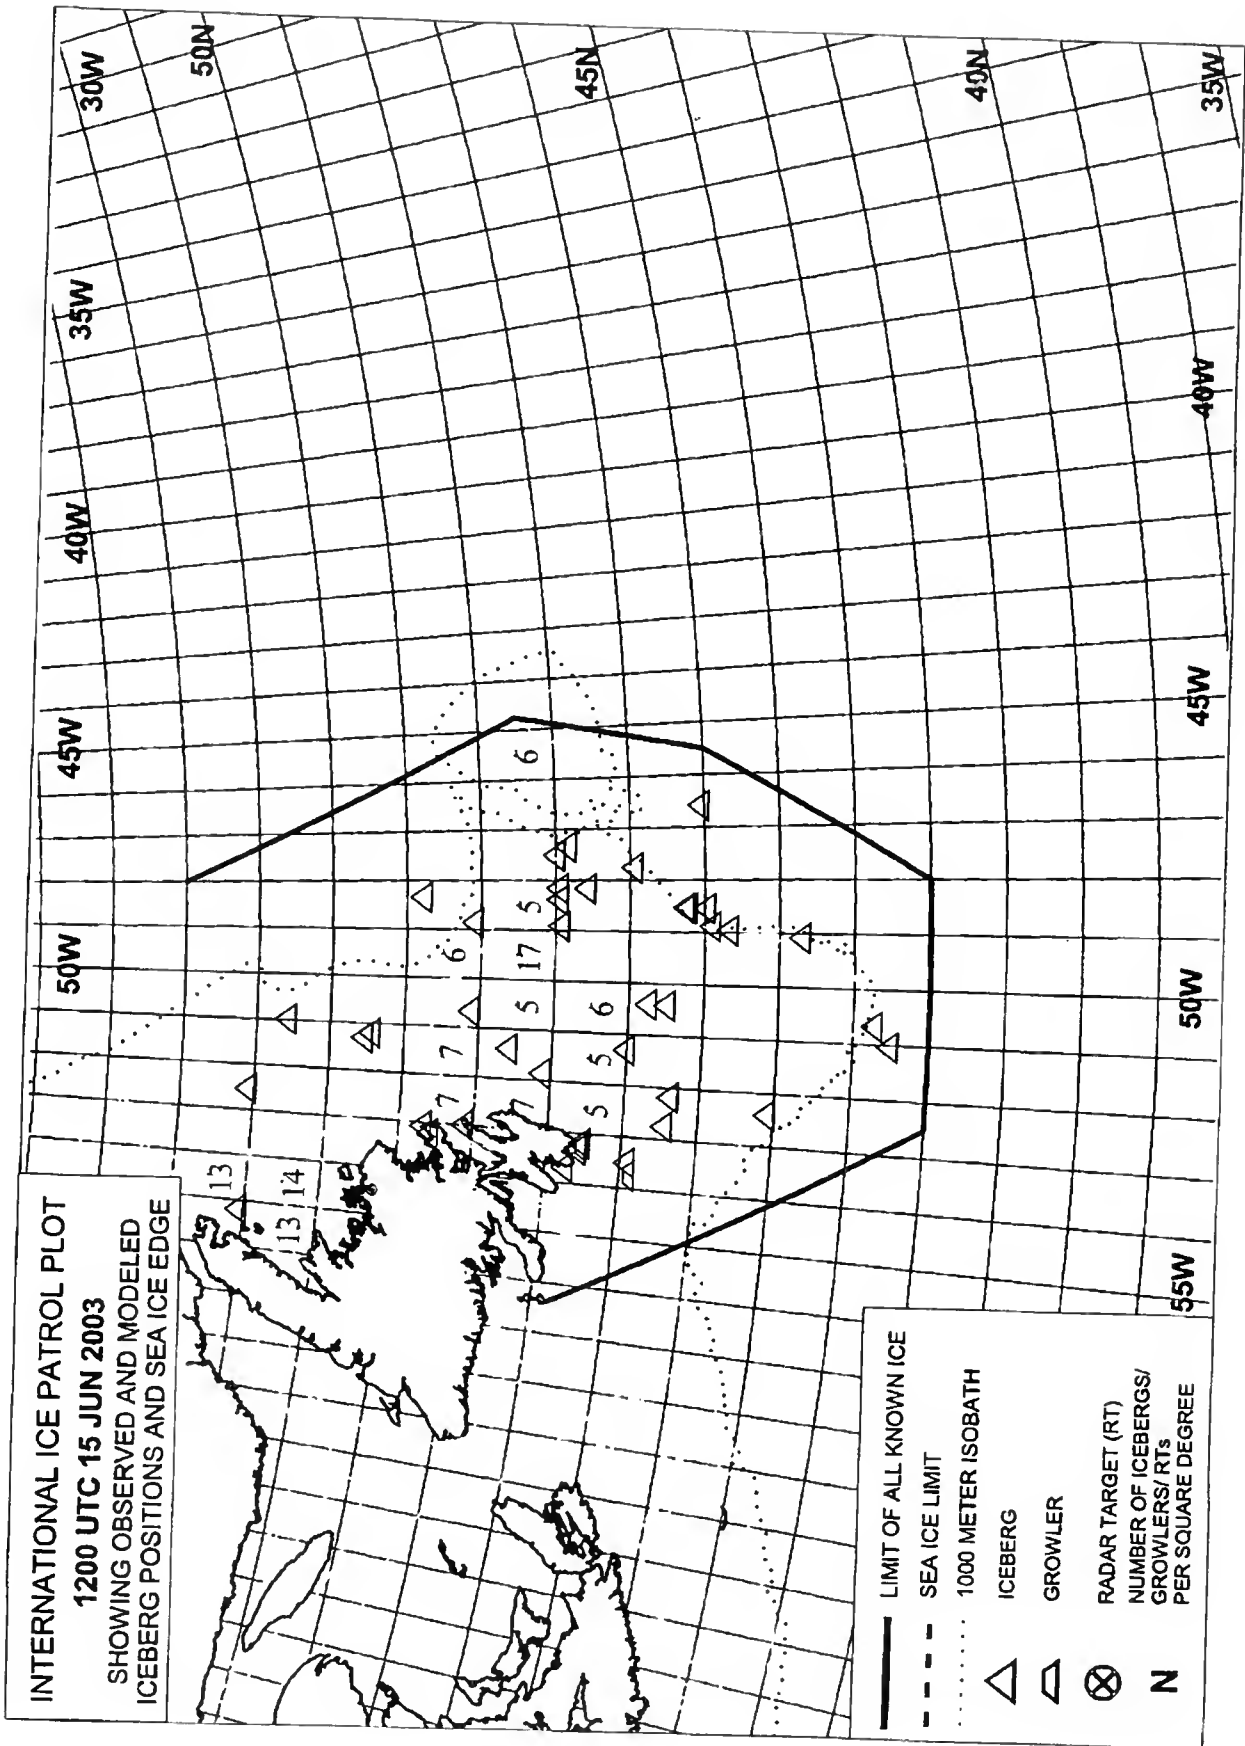 INTERNATIONAL ICE PATROL PLOT
1200 UTC 15 JUN 2003
SHOWING OBSERVED AND MODELED
ICEBERG POSITIONS AND SEA ICE EDGE
50W
45W
40W
35W
30W
50N
45N
40N
35W
40W
45W
50W
55W
13
14
13
7
7
6
7
5
17
5
6
5
5
6
LIMIT OF ALL KNOWN ICE
SEA ICE LIMIT
1000 METER ISOBATH
ICEBERG
GROWLER
RADAR TARGET (RT)
N
NUMBER OF ICEBERGS/
GROWLERS/ RTs
PER SQUARE DEGREE